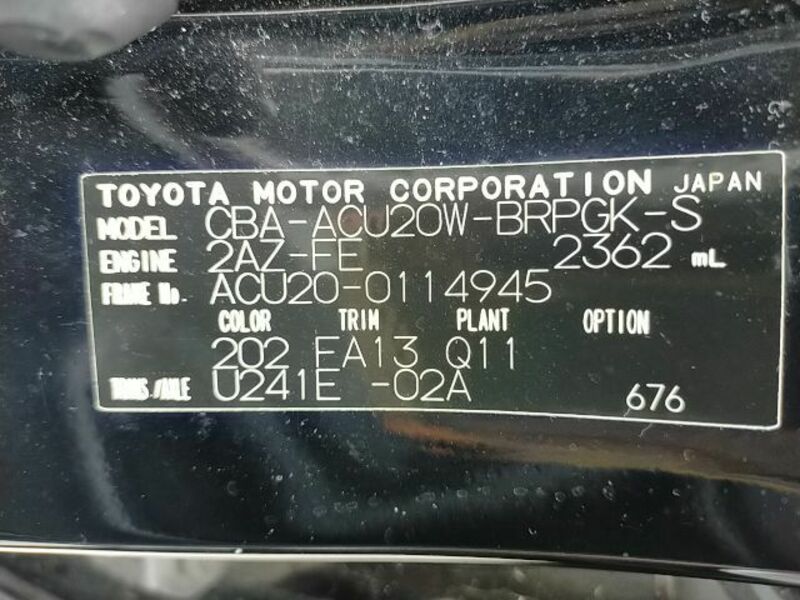 TOYOTA MOTOR CORPORATION JAPAN
MODEL CBA-ACU20W-BRPGK-S
ENGINE 2AZ-FE 2362 mL
FRAME No. ACU20-0114945
COLOR TRIM PLANT OPTION
202 FA13 Q11
TRANS./AXLE U241E -02A 676